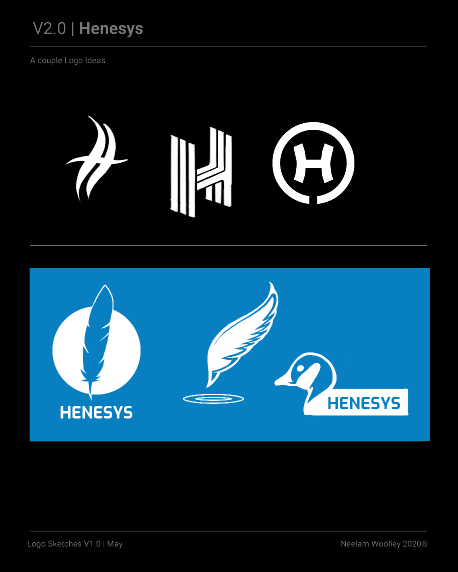 V2.0 | Henesys
A couple Logo Ideas
H
H
H
HENESYS
HENESYS
Logo Sketches V1.0 | May
Neelam Woolley 2020®